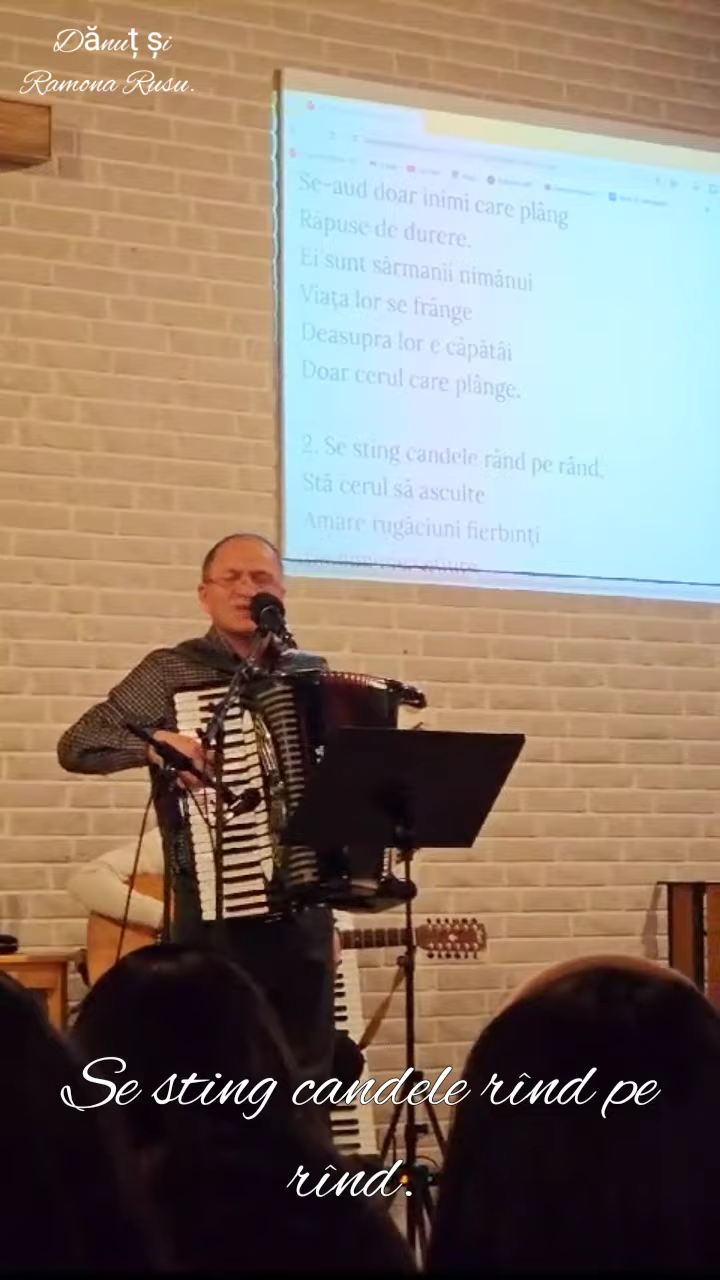 Dănuț și
Ramona Rusu.
Se-aud doar inimi care plâng
Răpuse de durere.
Ei sunt sărmanii nimănui
Viața lor se frânge
Deasupra lor e căpătâi
Doar cerul care plânge.
2. Se sting candele rând pe rând,
Stă cerul să asculte
Amare rugăciuni fierbinți
Se sting candele rînd pe
rînd.